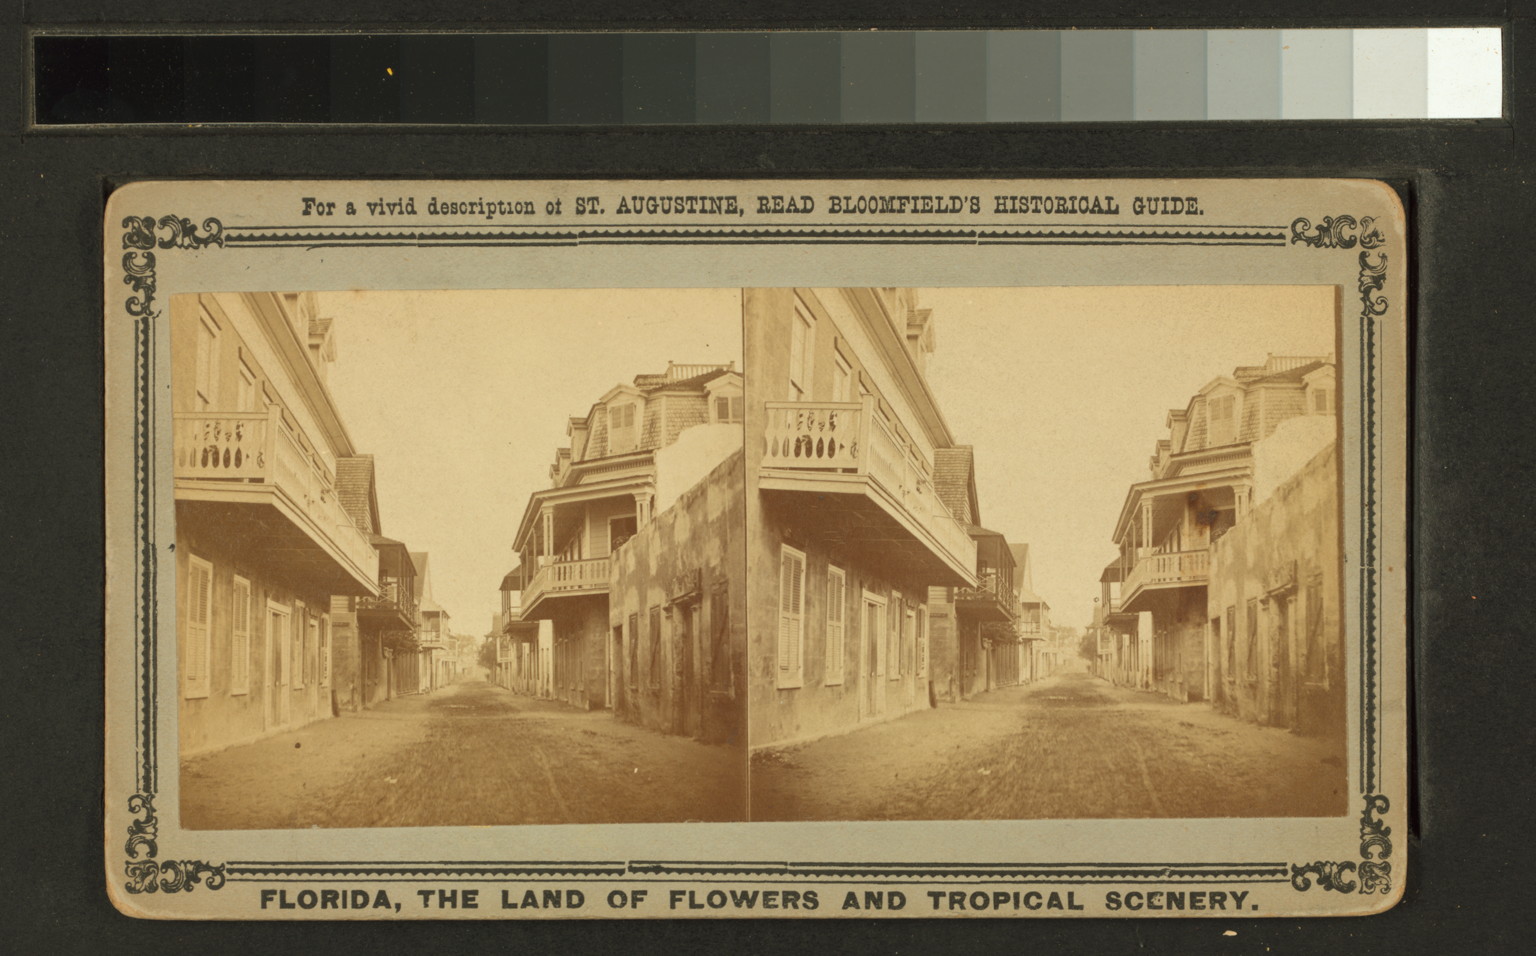 For a vivid description of ST. AUGUSTINE, READ BLOOMFIELD'S HISTORICAL GUIDE.
FLORIDA, THE LAND OF FLOWERS AND TROPICAL SCENERY.